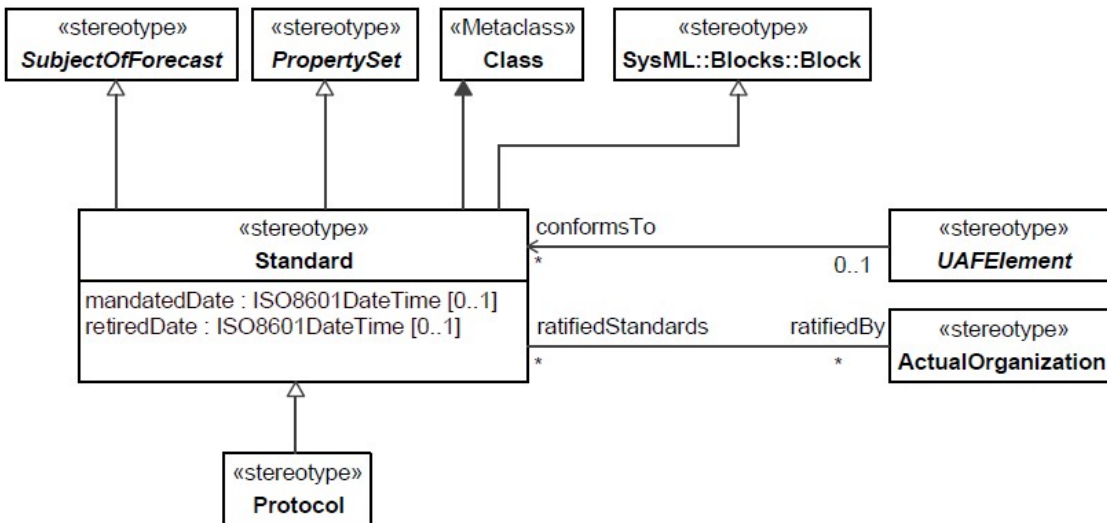 «stereotype»
SubjectOfForecast
«stereotype»
PropertySet
«Metaclass»
Class
«stereotype»
SysML::Blocks::Block
«stereotype»
Standard
mandatedDate : ISO8601DateTime [0..1]
retiredDate : ISO8601DateTime [0..1]
conformsTo
*
0..1
«stereotype»
UAFElement
ratifiedStandards
*
ratifiedBy
*
«stereotype»
ActualOrganization
«stereotype»
Protocol